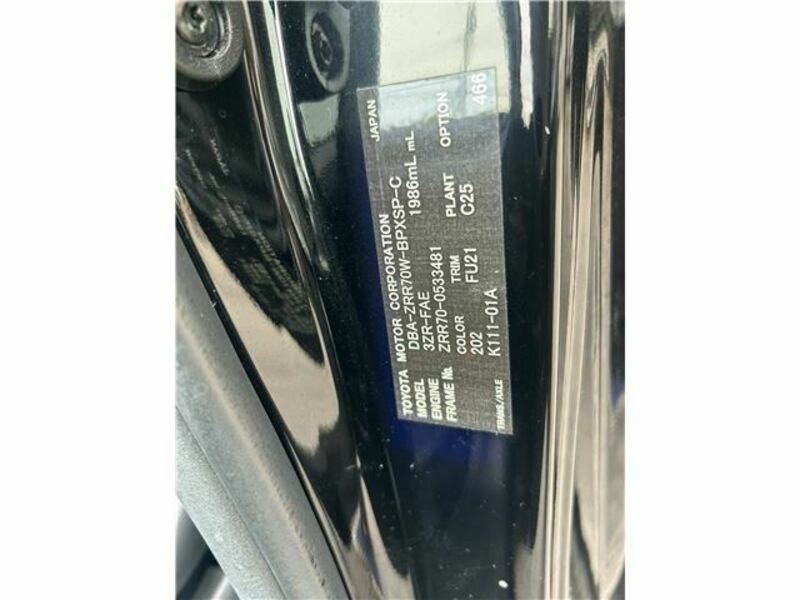 TOYOTA MOTOR CORPORATION JAPAN
MODEL DBA-ZRR70W-BPXSP-C
ENGINE 3ZR-FAE 1986mL mL
FRAME No. ZRR70-0533481
COLOR TRIM PLANT OPTION
202 FU21 C25 466
TRANS./AXLE K111-01A